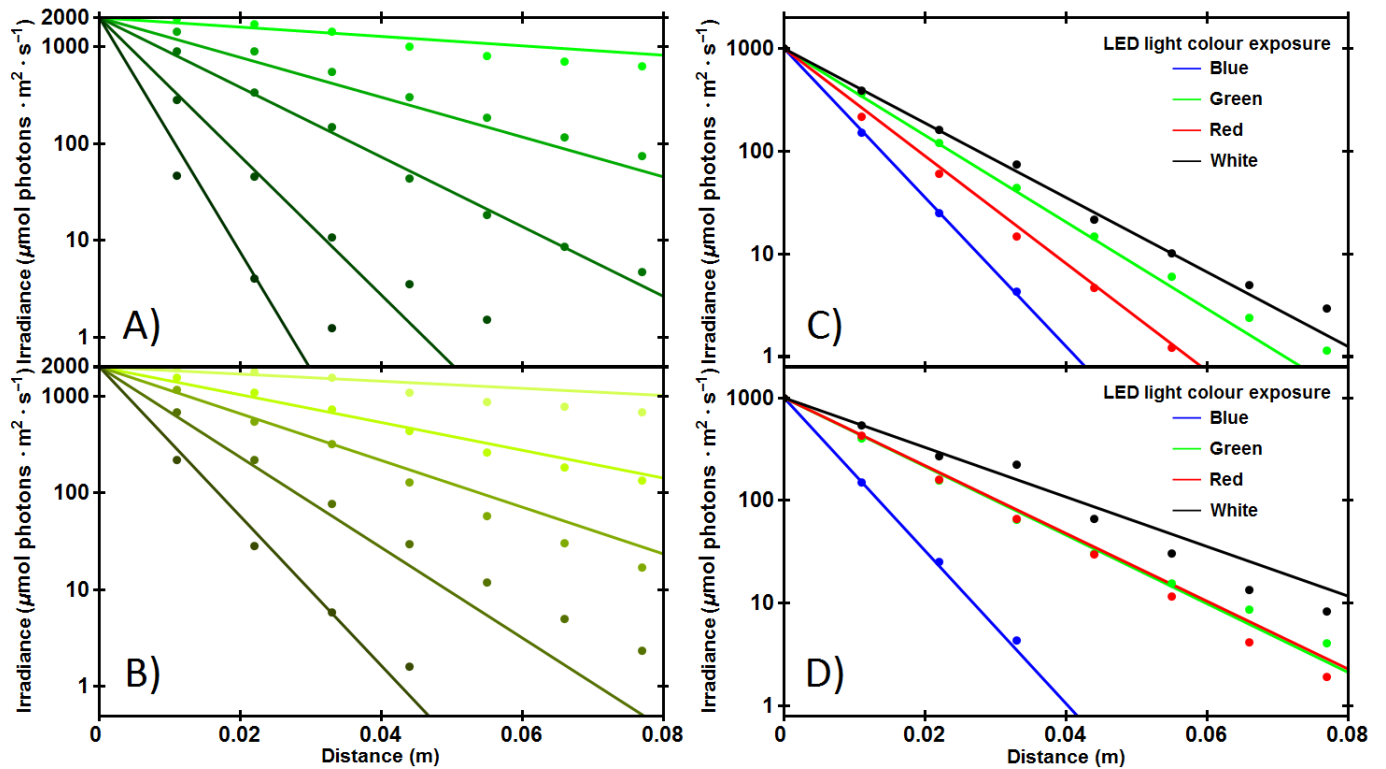 Irradiance (µmol photons · m² · s⁻¹)
2000
1000
100
10
1
A)
Irradiance (µmol photons · m² · s⁻¹)
2000
1000
100
10
1
B)
0
0.02
0.04
0.06
0.08
Distance (m)
Irradiance (µmol photons · m² · s⁻¹)
1000
100
10
1
LED light colour exposure
Blue
Green
Red
White
C)
Irradiance (µmol photons · m² · s⁻¹)
1000
100
10
1
LED light colour exposure
Blue
Green
Red
White
D)
0
0.02
0.04
0.06
0.08
Distance (m)